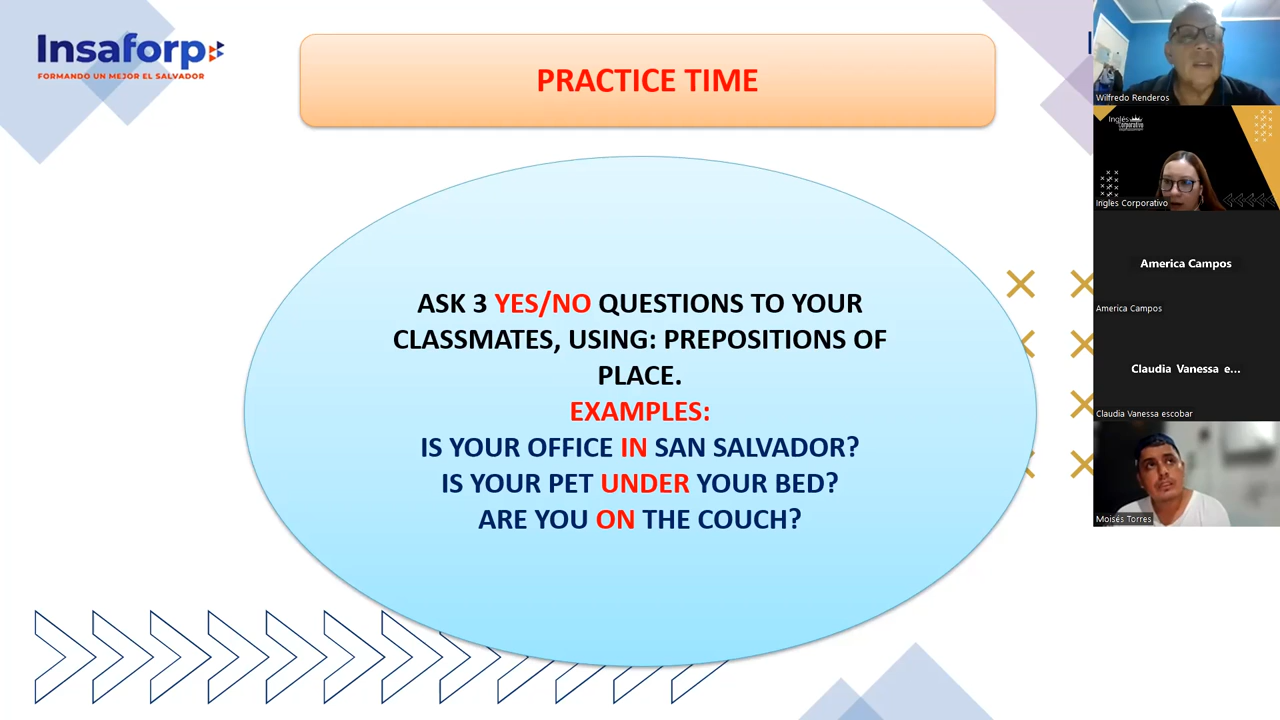 Insaforp
FORMANDO UN MEJOR EL SALVADOR
PRACTICE TIME
ASK 3 YES/NO QUESTIONS TO YOUR
CLASSMATES, USING: PREPOSITIONS OF
PLACE.
EXAMPLES:
IS YOUR OFFICE IN SAN SALVADOR?
IS YOUR PET UNDER YOUR BED?
ARE YOU ON THE COUCH?
Wilfredo Renderos
Inglés
Corporativo
Ingles Corporativo
America Campos
America Campos
Claudia Vanessa e...
Claudia Vanessa escobar
Moisés Torres